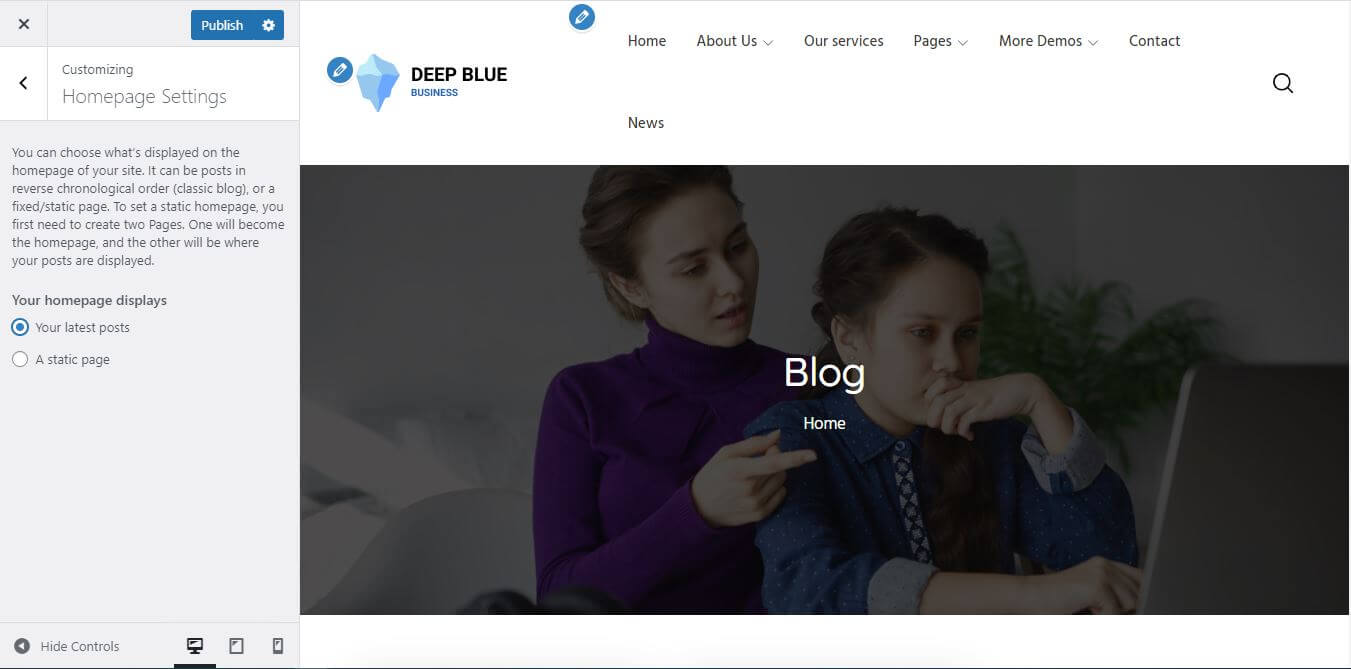 Publish
Customizing
Homepage Settings
You can choose what's displayed on the
homepage of your site. It can be posts in
reverse chronological order (classic blog), or a
fixed/static page. To set a static homepage, you
first need to create two Pages. One will become
the homepage, and the other will be where
your posts are displayed.
Your homepage displays
Your latest posts
A static page
Hide Controls
DEEP BLUE
BUSINESS
Home About Us Our services Pages More Demos Contact
News
Blog
Home